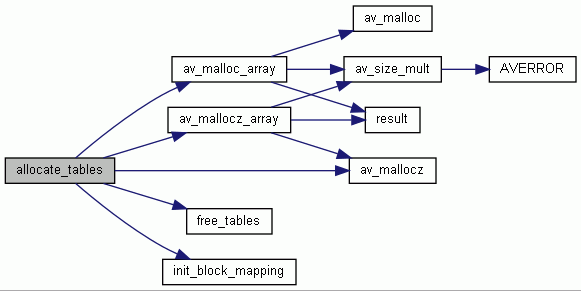 av_malloc
av_malloc_array
av_size_mult
AVERROR
av_mallocz_array
result
allocate_tables
av_mallocz
free_tables
init_block_mapping